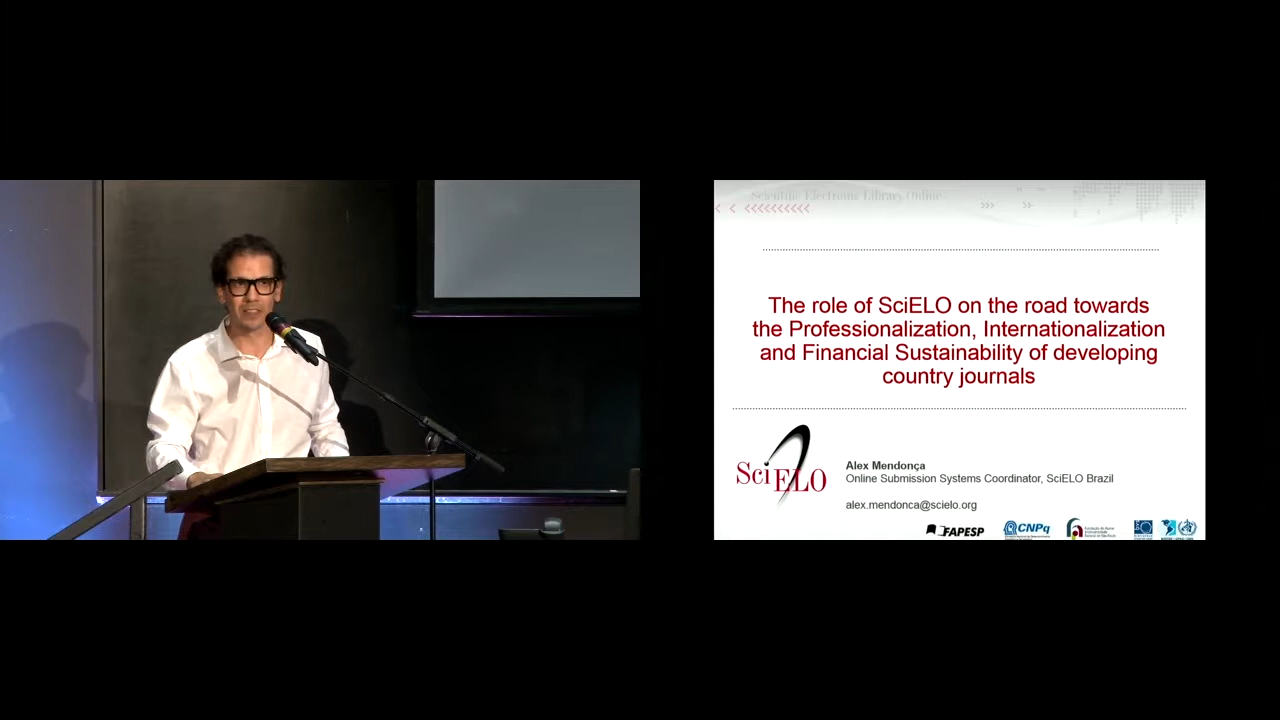 Scientific Electronic Library Online
The role of SciELO on the road towards
the Professionalization, Internationalization
and Financial Sustainability of developing
country journals
SciELO
Alex Mendonça
Online Submission Systems Coordinator, SciELO Brazil
alex.mendonca@scielo.org
FAPESP
CNPq